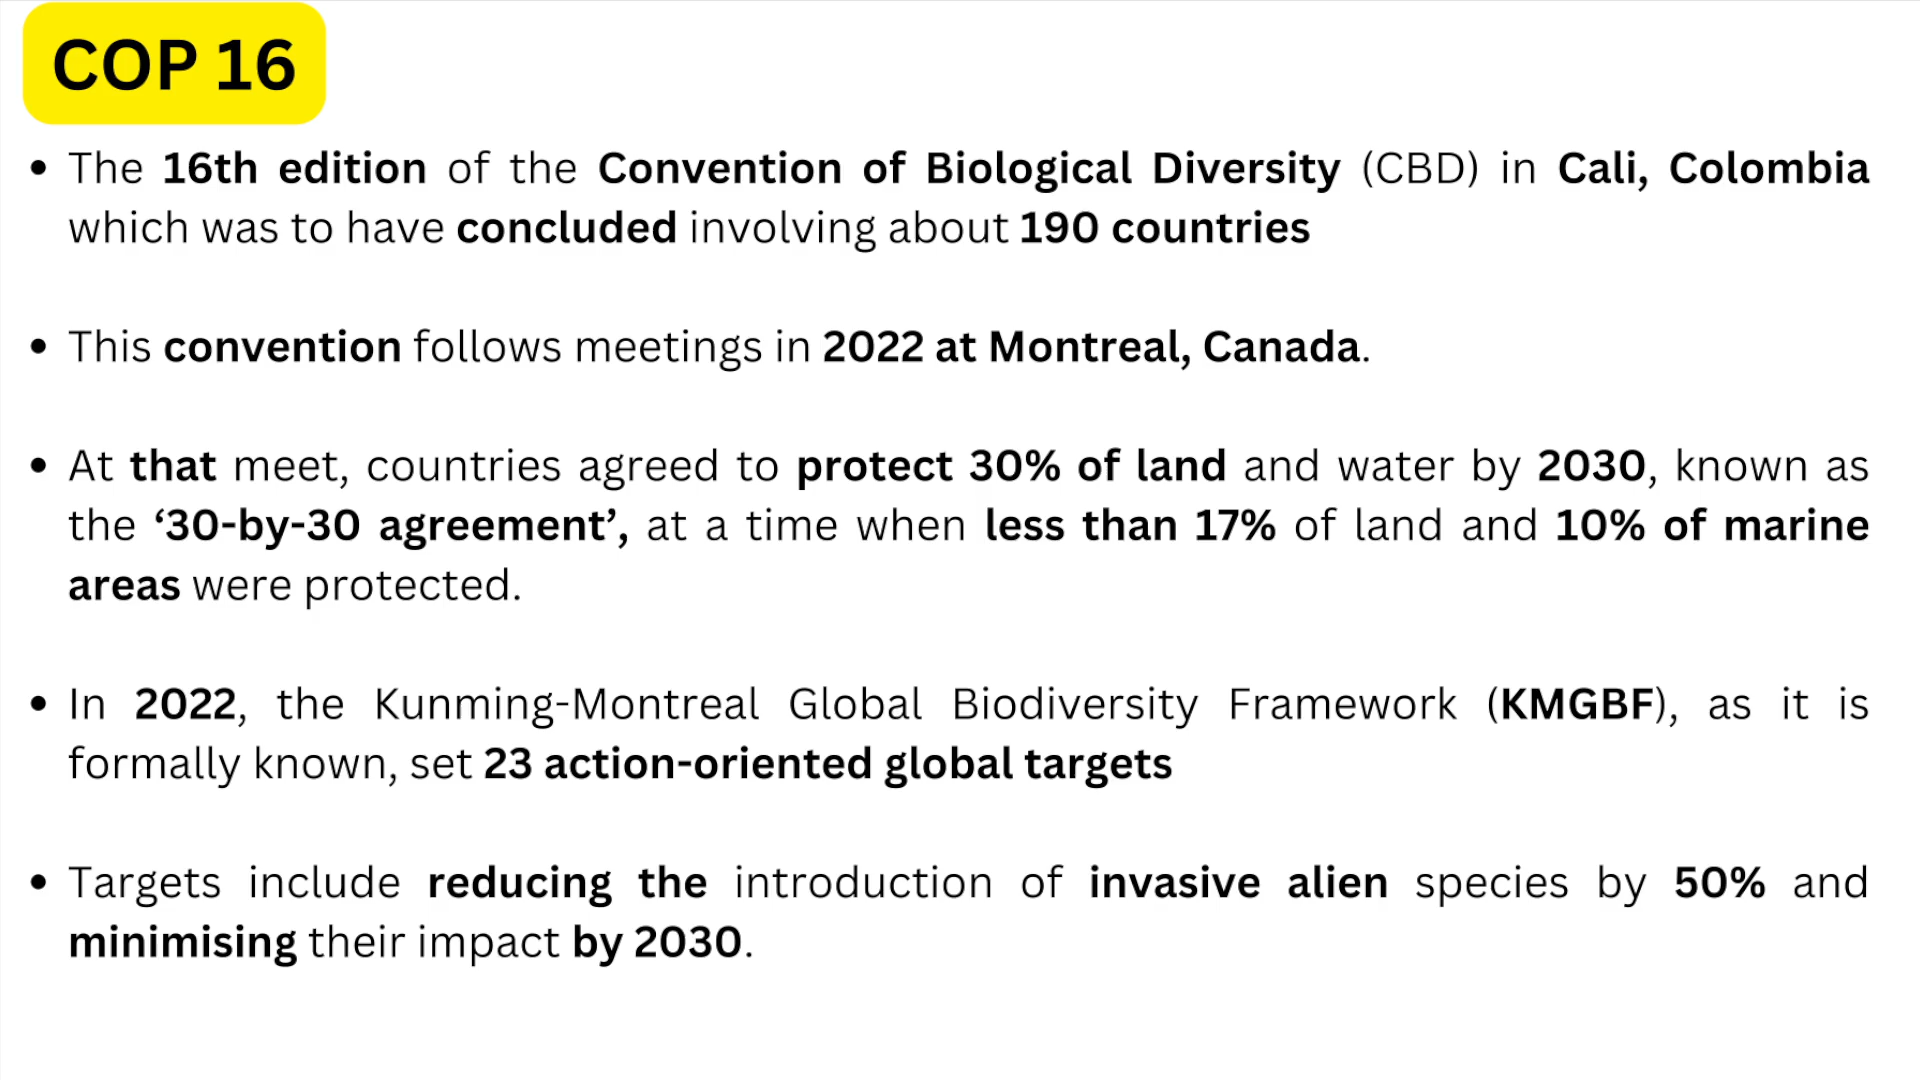 COP 16
• The 16th edition of the Convention of Biological Diversity (CBD) in Cali, Colombia
which was to have concluded involving about 190 countries
• This convention follows meetings in 2022 at Montreal, Canada.
• At that meet, countries agreed to protect 30% of land and water by 2030, known as
the ‘30-by-30 agreement’, at a time when less than 17% of land and 10% of marine
areas were protected.
• In 2022, the Kunming-Montreal Global Biodiversity Framework (KMGBF), as it is
formally known, set 23 action-oriented global targets
• Targets include reducing the introduction of invasive alien species by 50% and
minimising their impact by 2030.